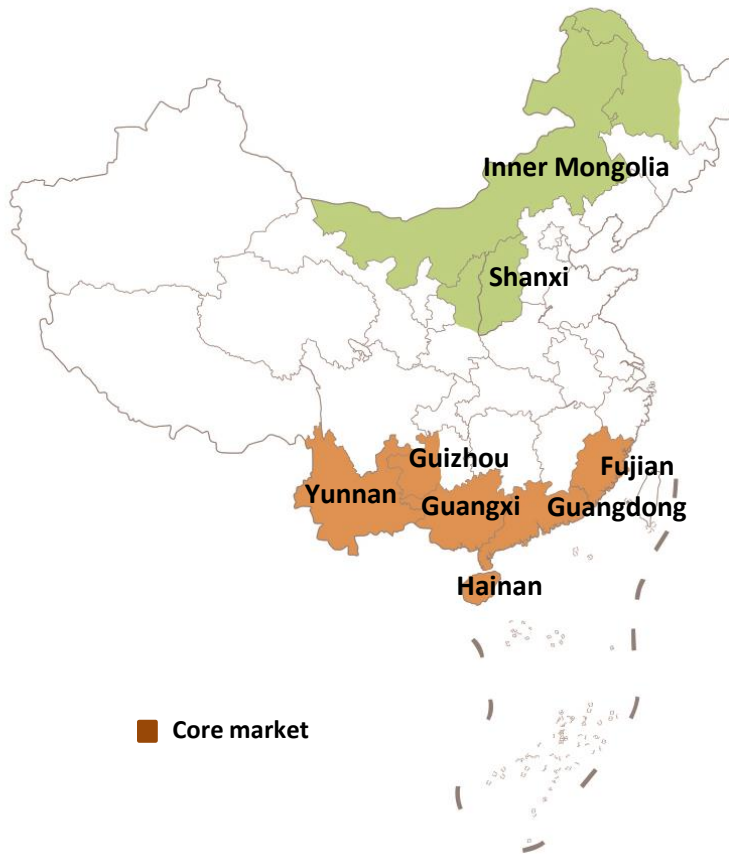 Inner Mongolia
Shanxi
Guizhou
Fujian
Yunnan
Guangxi
Guangdong
Hainan
Core market